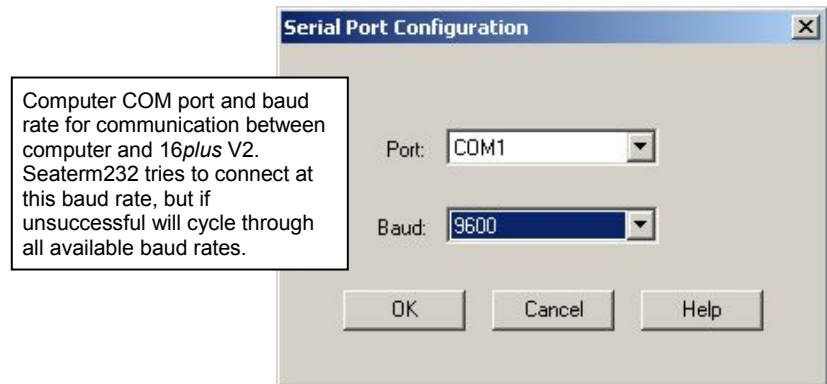 Serial Port Configuration
Computer COM port and baud
rate for communication between
computer and 16plus V2.
Seaterm232 tries to connect at
this baud rate, but if
unsuccessful will cycle through
all available baud rates.
Port: COM1
Baud: 9600
OK Cancel Help